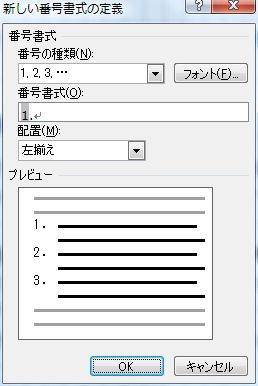 新しい番号書式の定義
番号書式
番号の種類(N):
1, 2, 3, …
フォント(F)...
番号書式(O):
1.↵
配置(M):
左揃え
プレビュー
1.
2.
3.
OK
キャンセル